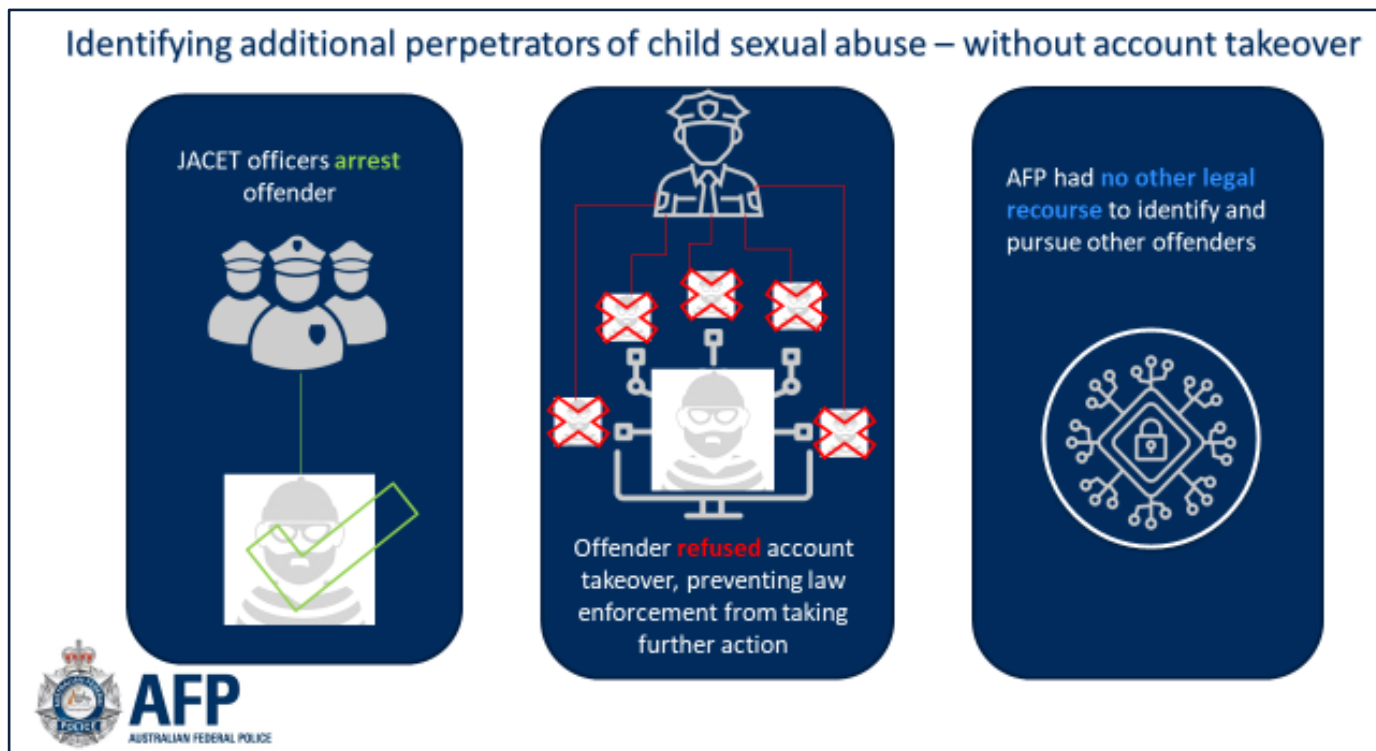 Identifying additional perpetrators of child sexual abuse – without account takeover
JACET officers arrest
offender
Offender refused account
takeover, preventing law
enforcement from taking
further action
AFP had no other legal
recourse to identify and
pursue other offenders
AFP
AUSTRALIAN FEDERAL POLICE
POLICE